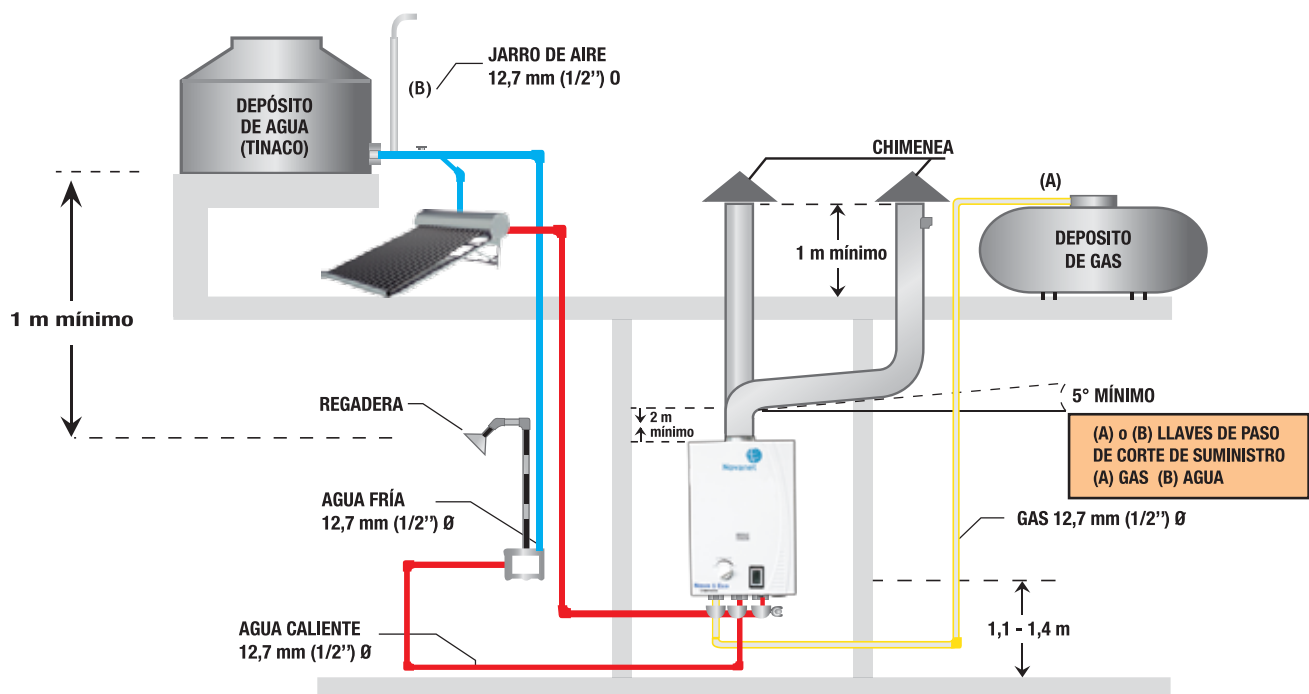 JARRO DE AIRE
12,7 mm (1/2’’) O
(B)
DEPÓSITO
DE AGUA
(TINACO)
CHIMENEA
(A)
DEPOSITO
DE GAS
1 m mínimo
1 m mínimo
REGADERA
2 m
mínimo
5° MÍNIMO
(A) o (B) LLAVES DE PASO
DE CORTE DE SUMINISTRO
(A) GAS (B) AGUA
AGUA FRÍA
12,7 mm (1/2’’) Ø
GAS 12,7 mm (1/2’’) Ø
AGUA CALIENTE
12,7 mm (1/2’’) Ø
1,1 - 1,4 m